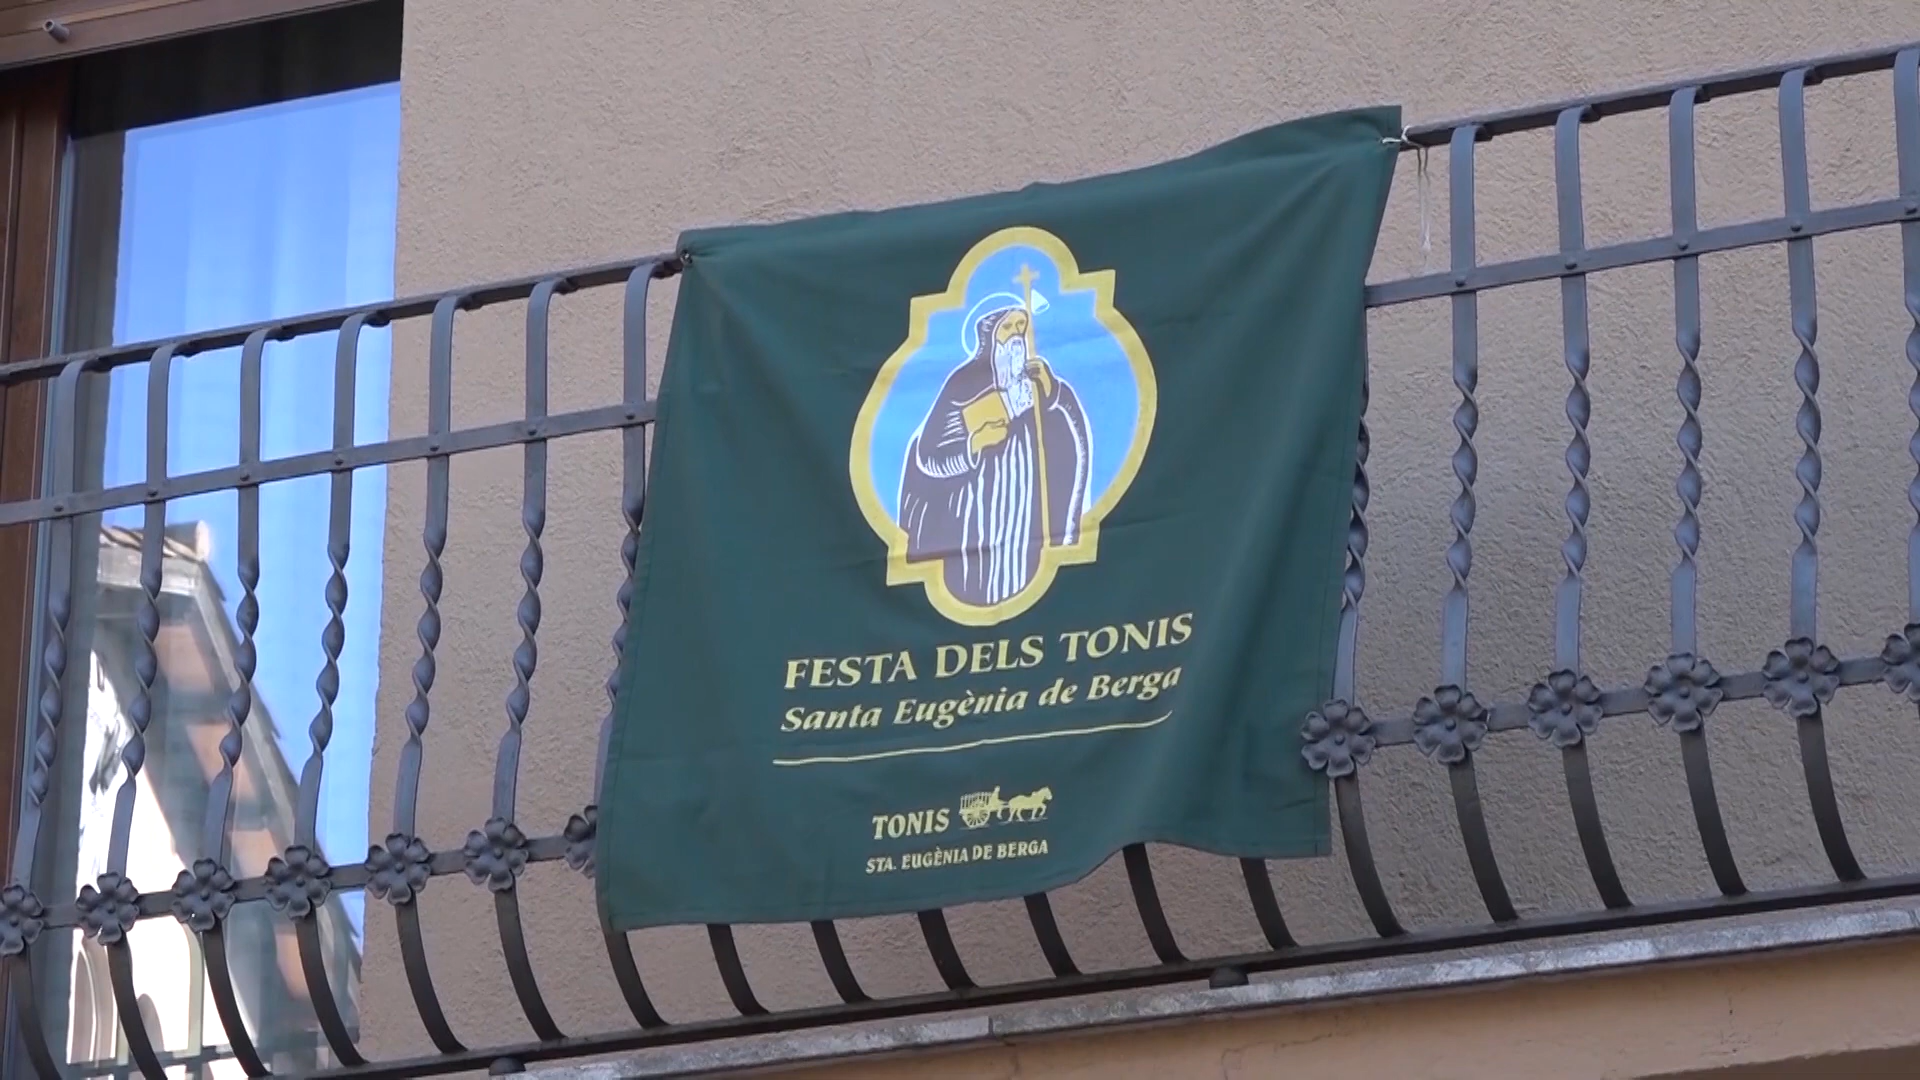 FESTA DELS TONIS
Santa Eugènia de Berga
TONIS
STA. EUGÈNIA DE BERGA